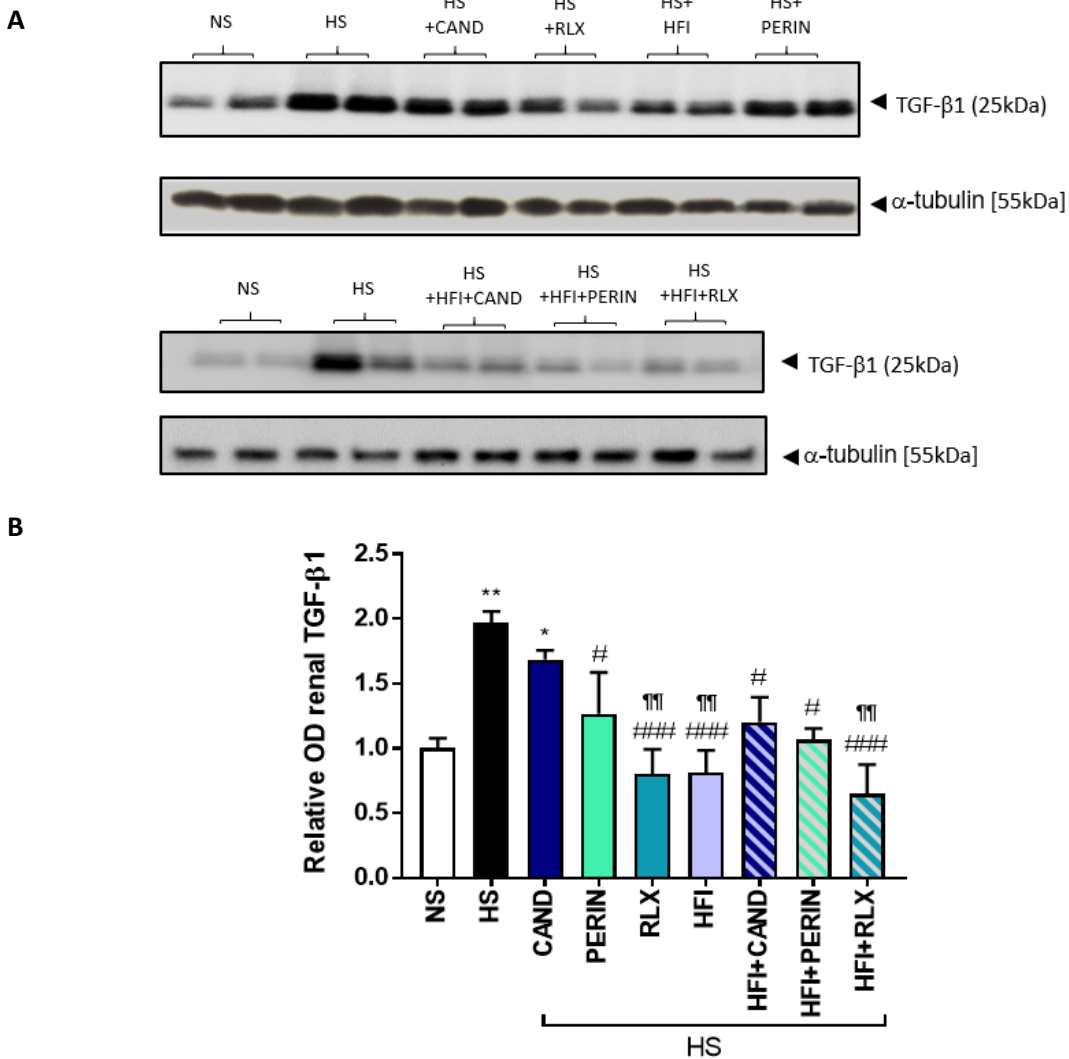 A
NS
HS
HS
+CAND
HS
+RLX
HS+
HFI
HS+
PERIN
TGF-β1 (25kDa)
α-tubulin [55kDa]
NS
HS
HS
+HFI+CAND
HS
+HFI+PERIN
HS
+HFI+RLX
TGF-β1 (25kDa)
α-tubulin [55kDa]
B
Relative OD renal TGF-β1
2.5
2.0
1.5
1.0
0.5
0.0
**
*
#
¶¶
####
¶¶
####
#
#
¶¶
####
NS
HS
CAND
PERIN
RLX
HFI
HFI+CAND
HFI+PERIN
HFI+RLX
HS